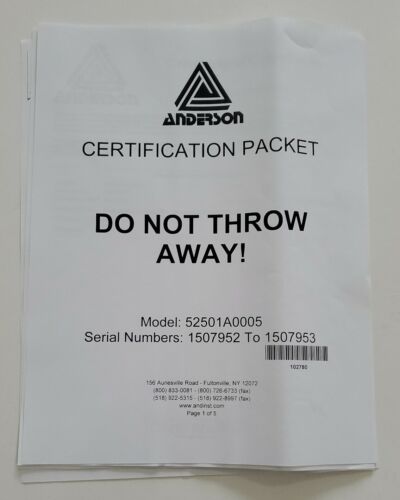 ANDERSON
CERTIFICATION PACKET
DO NOT THROW
AWAY!
Model: 52501A0005
Serial Numbers: 1507952 To 1507953
102780
156 Auriesville Road - Fultonville, NY 12072
(800) 833-0081 - (800) 726-6733 (fax)
(518) 922-5315 - (518) 922-8997 (fax)
www.andinst.com
Page 1 of 5